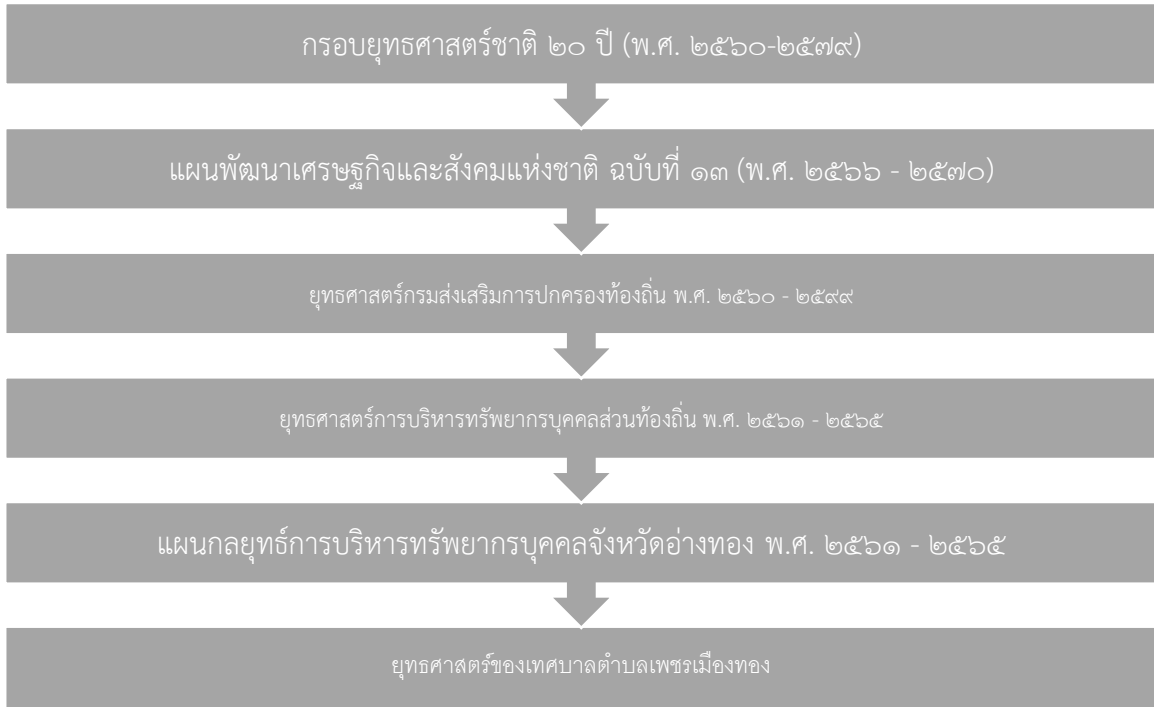 กรอบยุทธศาสตร์ชาติ ๒๐ ปี (พ.ศ. ๒๕๖๐-๒๕๗๙)
แผนพัฒนาเศรษฐกิจและสังคมแห่งชาติ ฉบับที่ ๑๓ (พ.ศ. ๒๕๖๖ - ๒๕๗๐)
ยุทธศาสตร์กรมส่งเสริมการปกครองท้องถิ่น พ.ศ. ๒๕๖๐ - ๒๕๙๙
ยุทธศาสตร์การบริหารทรัพยากรบุคคลส่วนท้องถิ่น พ.ศ. ๒๕๖๑ - ๒๕๖๕
แผนกลยุทธ์การบริหารทรัพยากรบุคคลจังหวัดอ่างทอง พ.ศ. ๒๕๖๑ - ๒๕๖๕
ยุทธศาสตร์ของเทศบาลตำบลเพชรเมืองทอง